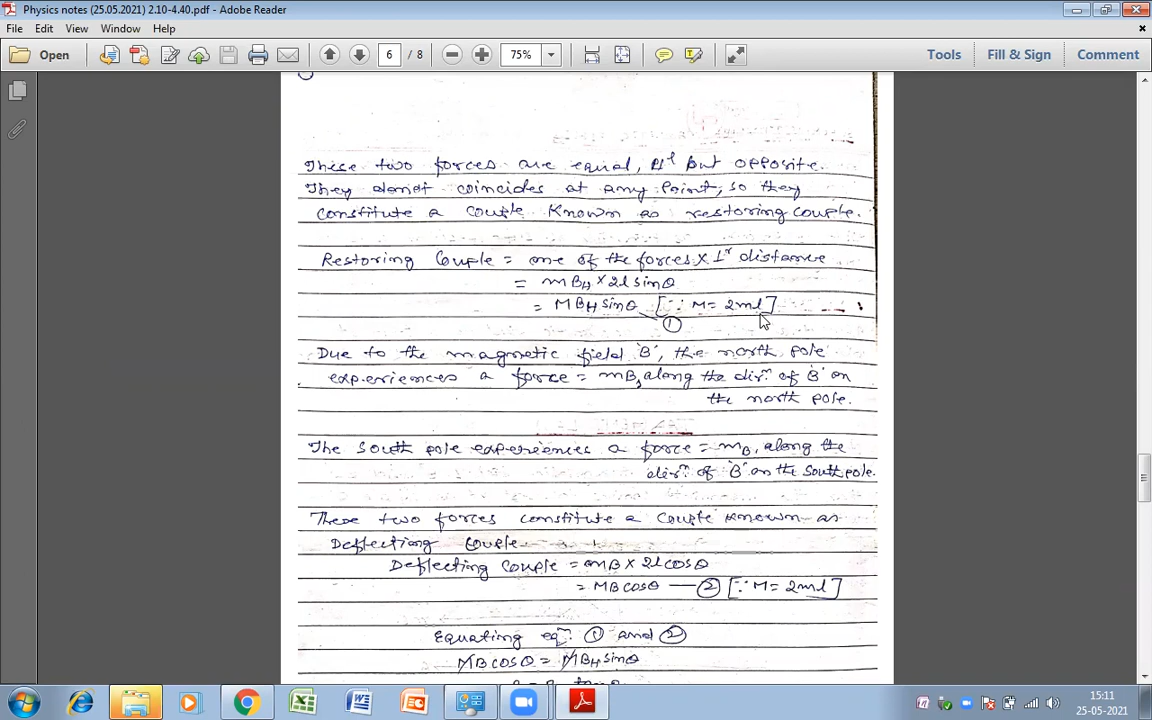 Physics notes (25.05.2021) 2.10-4.40.pdf - Adobe Reader
File Edit View Window Help
Open 6 / 8 75% Tools Fill & Sign Comment
These two forces are equal, 11l but opposite.
They donot coincides at any point, so they
constitute a couple known as restoring couple.
Restoring Couple = one of the forces × ⊥r distance
= mBH × 2l sinθ
= MBH sinθ [∵ M = 2ml]
①
Due to the magnetic field 'B', the north pole
experiences a force = mB, along the dirn. of 'B' on
the north pole.
The South pole experiences a force = mB, along the
dirn. of 'B' on the South pole.
These two forces constitute a couple known as
Deflecting Couple.
Deflecting Couple = mB × 2l cosθ
= MB cosθ — ② [∵ M = 2ml]
Equating eqn. ① and ②
MB cosθ = MBH sinθ
15:11
25-05-2021